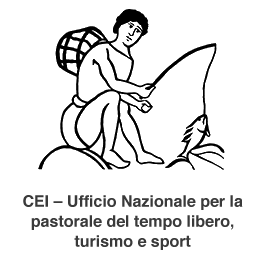 CEI – Ufficio Nazionale per la
pastorale del tempo libero,
turismo e sport